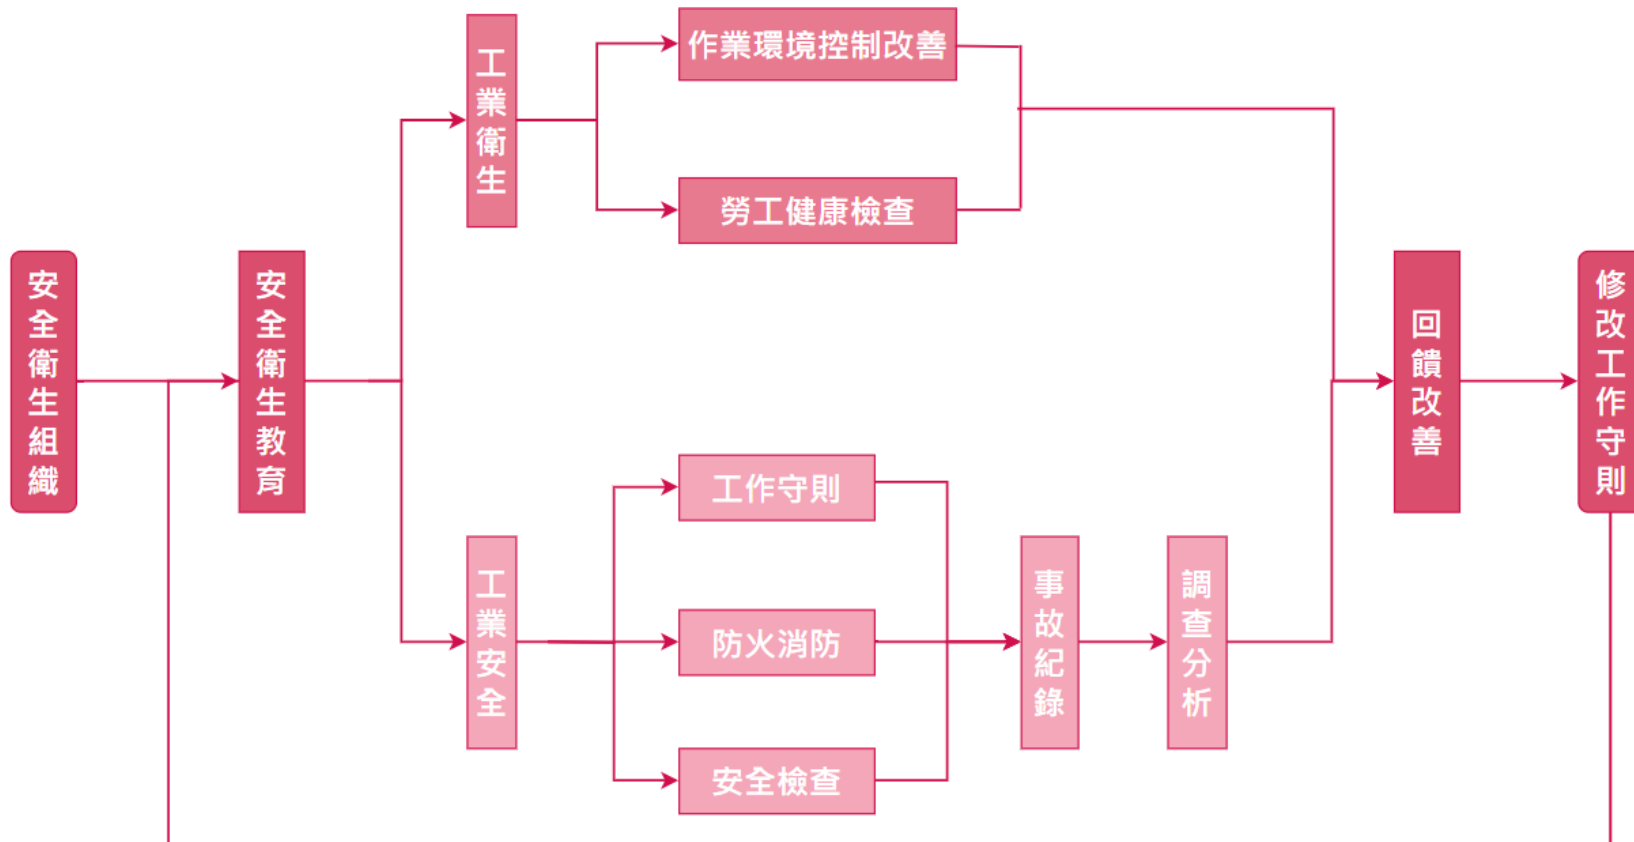 安全衛生組織
安全衛生教育
工業衛生
作業環境控制改善
勞工健康檢查
工業安全
工作守則
防火消防
安全檢查
事故紀錄
調查分析
回饋改善
修改工作守則